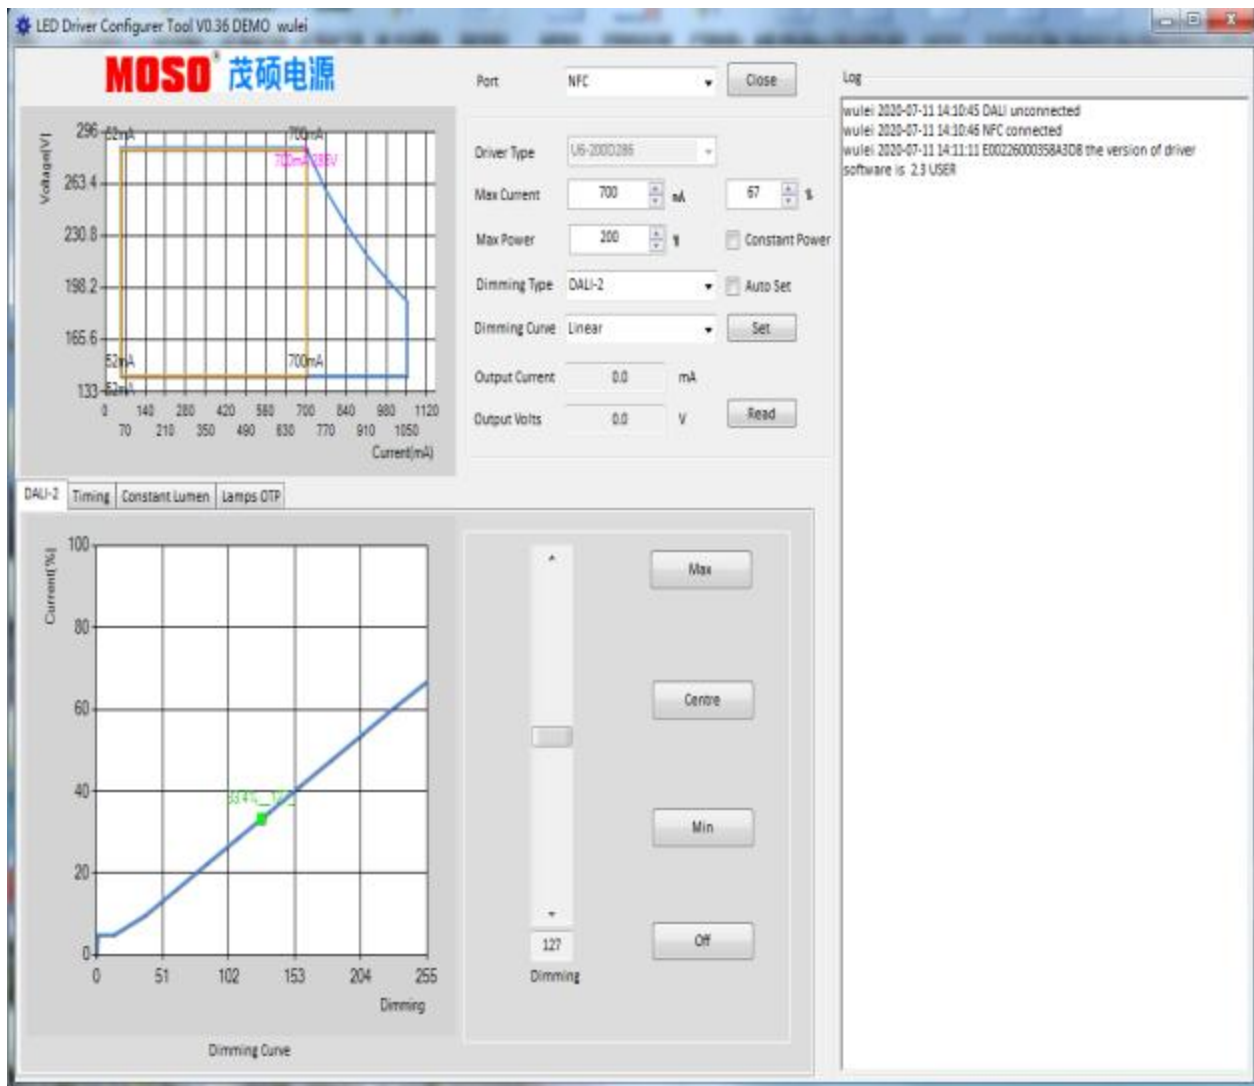 LED Driver Configurer Tool V0.36 DEMO wulei
MOSO® 茂硕电源
Port NFC Close
Log
wulei 2020-07-11 14:10:45 DALI unconnected
wulei 2020-07-11 14:10:46 NFC connected
wulei 2020-07-11 14:11:11 E00226000358A3D8 the version of driver
software is 2.3 USER
Voltage(V)
296
263.4
230.8
198.2
165.6
133
52mA 700mA
52mA 700mA
52mA
0 140 280 420 560 700 840 980 1120
70 210 350 490 630 770 910 1050
Current(mA)
Driver Type U6-200D286
Max Current 700 mA 67 %
Max Power 200 Constant Power
Dimming Type DALI-2 Auto Set
Dimming Curve Linear Set
Output Current 0.0 mA
Output Volts 0.0 V Read
DALI-2 Timing Constant Lumen Lamps OTP
Current(%)
100
80
60
40
20
0
0 51 102 153 204 255
Dimming
Dimming Curve
Max
Centre
Min
Off
127
Dimming